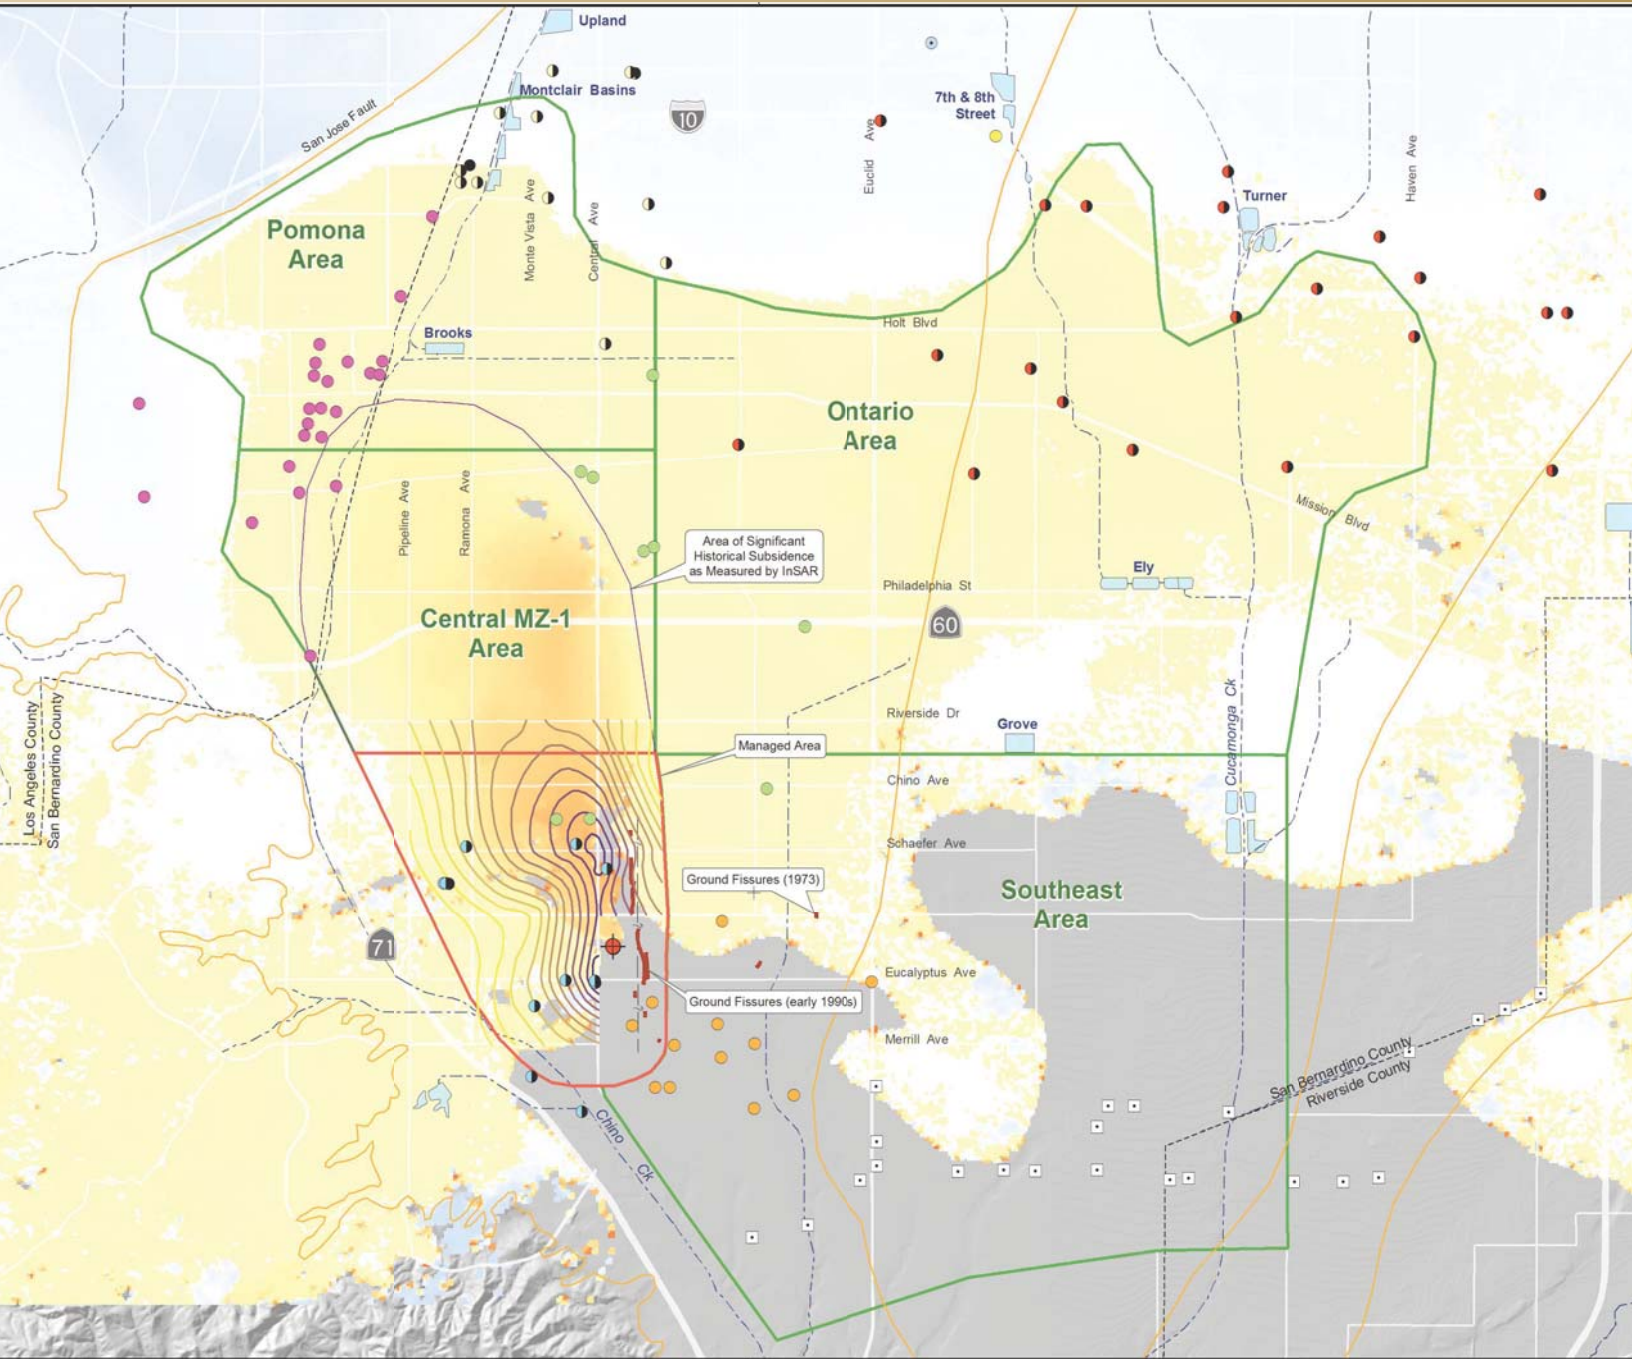 Upland
Montclair Basins
10
7th & 8th
Street
San Jose Fault
Euclid Ave
Haven Ave
Turner
Pomona
Area
Monte Vista Ave
Central Ave
Holt Blvd
Brooks
Ontario
Area
Pipeline Ave
Ramona Ave
Mission Blvd
Area of Significant
Historical Subsidence
as Measured by InSAR
Ely
Philadelphia St
Central MZ-1
Area
60
Los Angeles County
San Bernardino County
Riverside Dr
Grove
Cucamonga Ck
Managed Area
Chino Ave
Schaefer Ave
Ground Fissures (1973)
Southeast
Area
71
Eucalyptus Ave
Ground Fissures (early 1990s)
Merrill Ave
San Bernardino County
Riverside County
Chino Ck